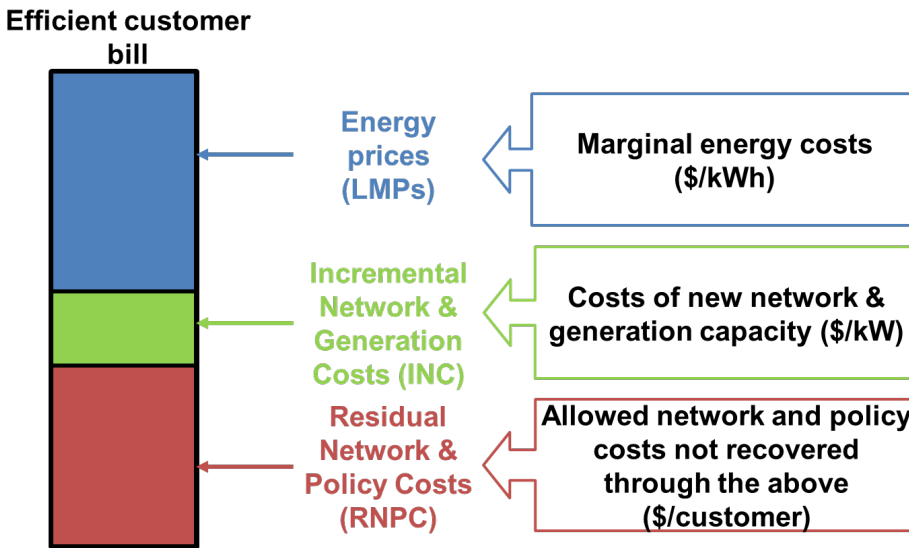 Efficient customer
bill
Energy
prices
(LMPs)
Marginal energy costs
($/kWh)
Incremental
Network &
Generation
Costs (INC)
Costs of new network &
generation capacity ($/kW)
Residual
Network &
Policy Costs
(RNPC)
Allowed network and policy
costs not recovered
through the above
($/customer)